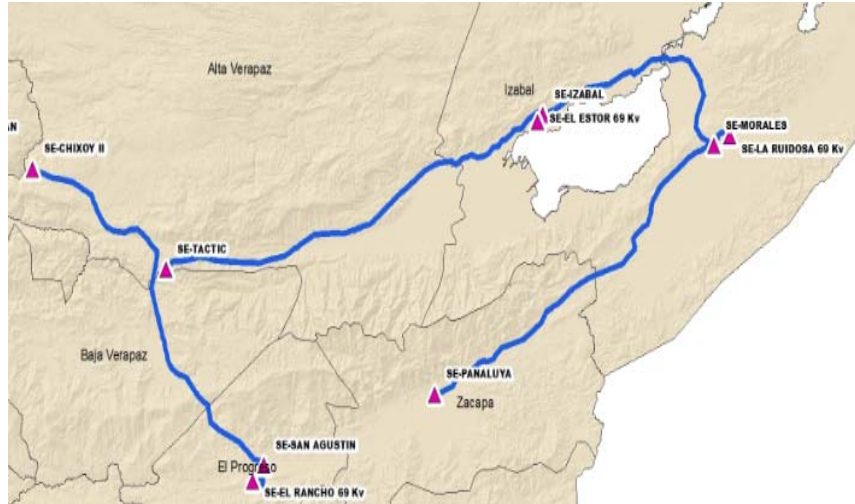 Alta Verapaz
Izabal
SE-IZABAL
SE-EL ESTOR 69 Kv
SE-MORALES
AN
SE-LA RUIDOSA 69 Kv
SE-CHIXOY II
SE-TACTIC
Baja Verapaz
SE-PANALUYA
Zacapa
SE-SAN AGUSTIN
El Progreso
SE-EL RANCHO 69 Kv